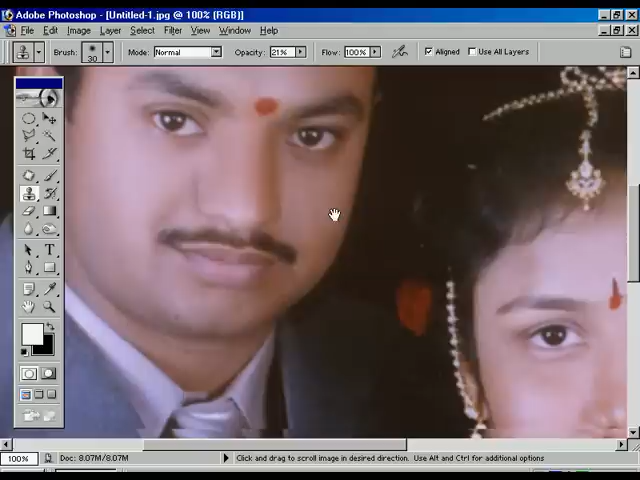 Adobe Photoshop - [Untitled-1.jpg @ 100% (RGB)]
File Edit Image Layer Select Filter View Window Help
Brush: 30 Mode: Normal Opacity: 21% Flow: 100% Aligned Use All Layers
T
100% Doc: 8.07M/8.07M Click and drag to scroll image in desired direction. Use Alt and Ctrl for additional options